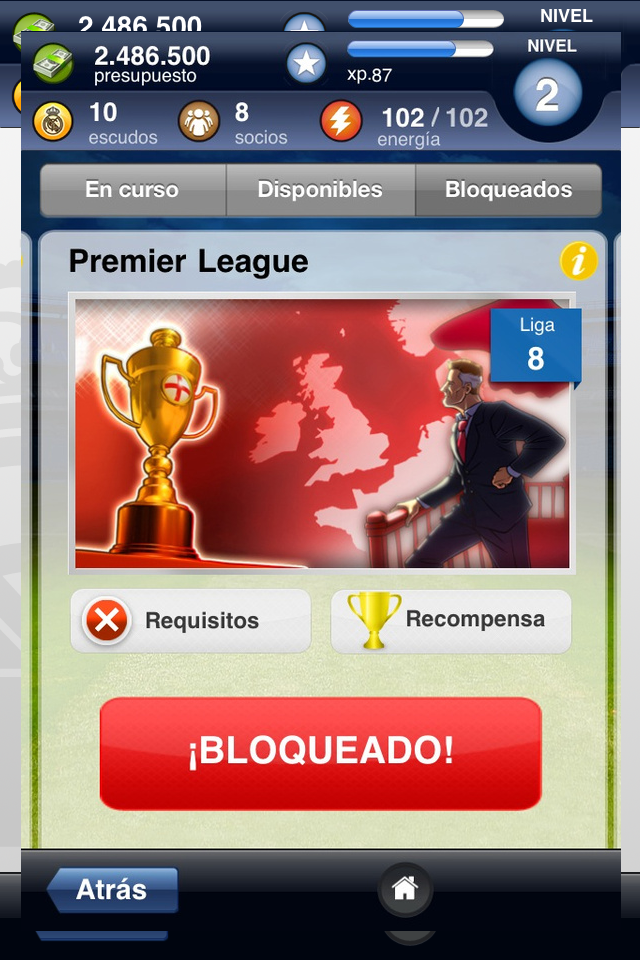 2.486.500
NIVEL
2.486.500
presupuesto
xp.87
NIVEL
2
10
escudos
8
socios
102 / 102
energía
En curso
Disponibles
Bloqueados
Premier League
i
Liga
8
Requisitos
Recompensa
¡BLOQUEADO!
Atrás